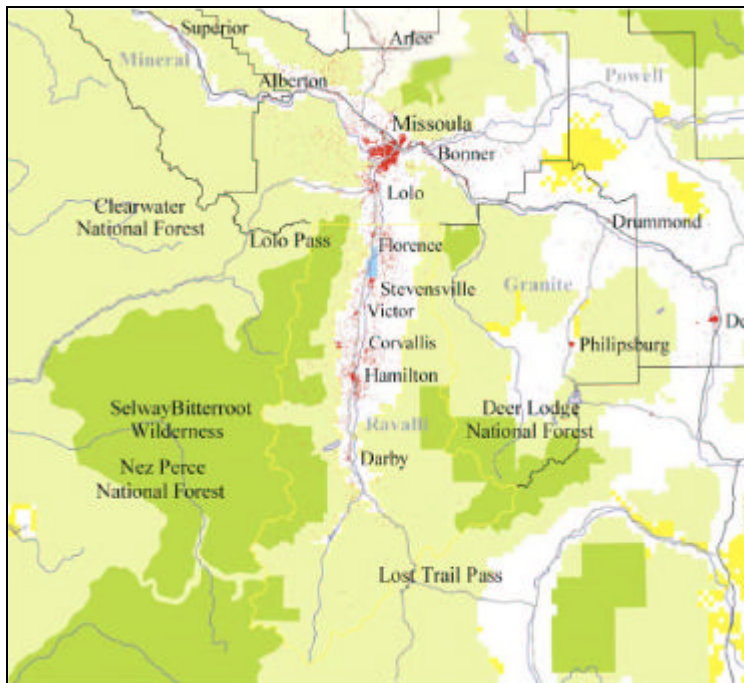 Superior
Arlee
Mineral
Alberton
Powell
Missoula
Bonner
Lolo
Clearwater
National Forest
Lolo Pass
Drummond
Florence
Granite
Stevensville
Victor
De
Corvallis
Philipsburg
Hamilton
SelwayBitterroot
Wilderness
Deer Lodge
National Forest
Ravalli
Darby
Nez Perce
National Forest
Lost Trail Pass